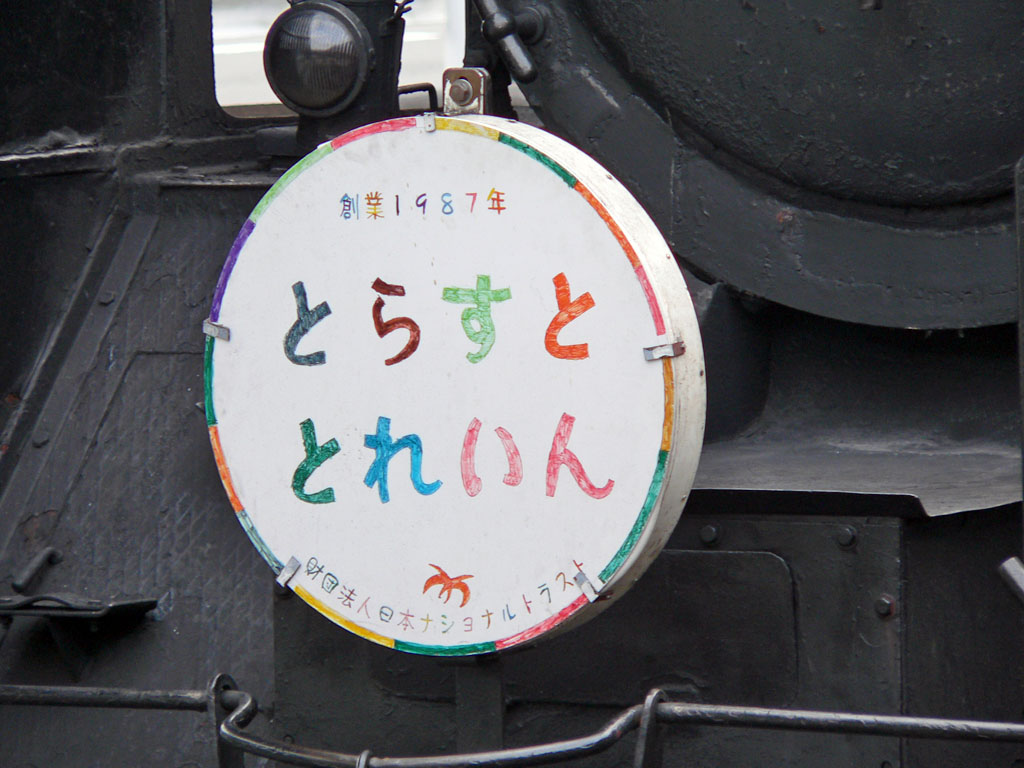 創業1987年
とらすと
とれいん
財団法人日本ナショナルトラスト